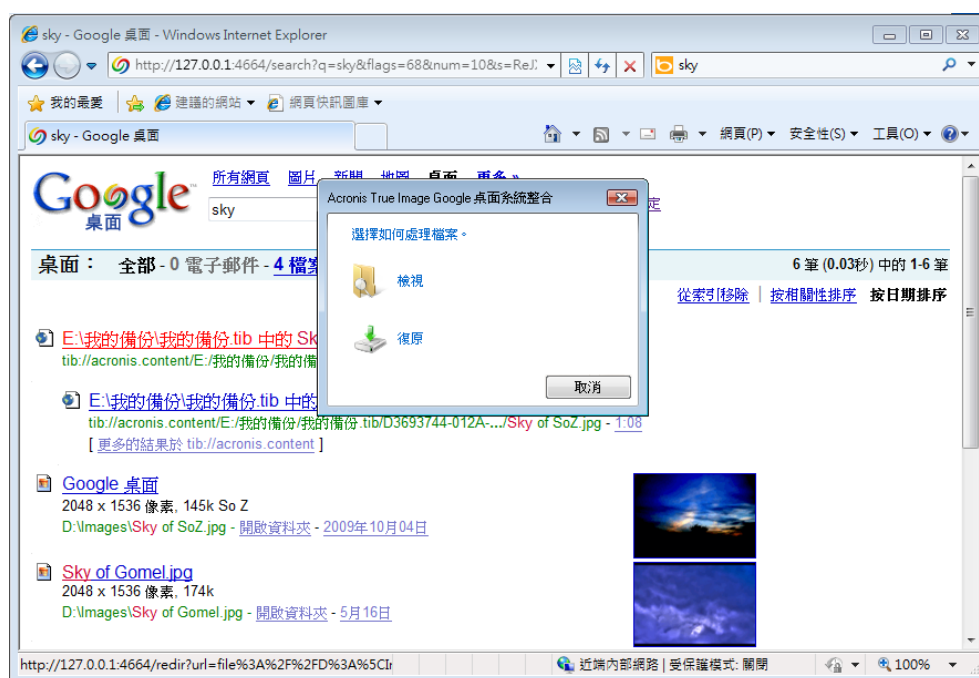 sky - Google 桌面 - Windows Internet Explorer
http://127.0.0.1:4664/search?q=sky&flags=68&num=10&s=ReJ
sky
我的最愛 建議的網站 網頁快訊圖庫
sky - Google 桌面
網頁(P) 安全性(S) 工具(O)
Google 桌面
所有網頁 圖片 新聞 地圖 桌面 更多 »
sky
定
Acronis True Image Google 桌面系統整合
選擇如何處理檔案。
檢視
復原
取消
桌面： 全部 - 0 電子郵件 - 4 檔案
6 筆 (0.03秒) 中的 1-6 筆
從索引移除 | 按相關性排序 按日期排序
E:\我的備份\我的備份.tib 中的 Sk
tib://acronis.content/E:/我的備份/我的備
E:\我的備份\我的備份.tib 中的
tib://acronis.content/E:/我的備份/我的備份.tib/D3693744-012A-.../Sky of SoZ.jpg - 1:08
[ 更多的結果於 tib://acronis.content ]
Google 桌面
2048 x 1536 像素, 145k So Z
D:\Images\Sky of SoZ.jpg - 開啟資料夾 - 2009年10月04日
Sky of Gomel.jpg
2048 x 1536 像素, 174k
D:\Images\Sky of Gomel.jpg - 開啟資料夾 - 5月16日
http://127.0.0.1:4664/redir?url=file%3A%2F%2FD%3A%5CIr
近端內部網路 | 受保護模式: 關閉
100%